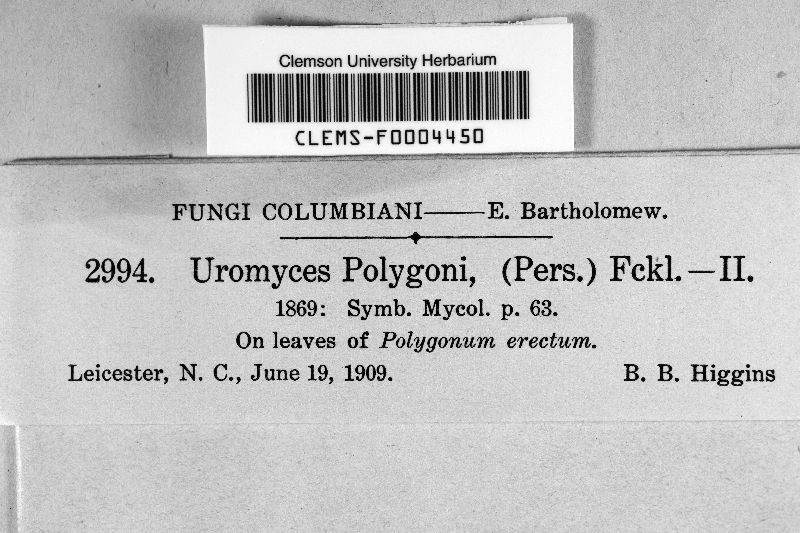 Clemson University Herbarium
CLEMS-F0004450
FUNGI COLUMBIANI—E. Bartholomew.
2994. Uromyces Polygoni, (Pers.) Fckl.—II.
1869: Symb. Mycol. p. 63.
On leaves of Polygonum erectum.
Leicester, N. C., June 19, 1909. B. B. Higgins